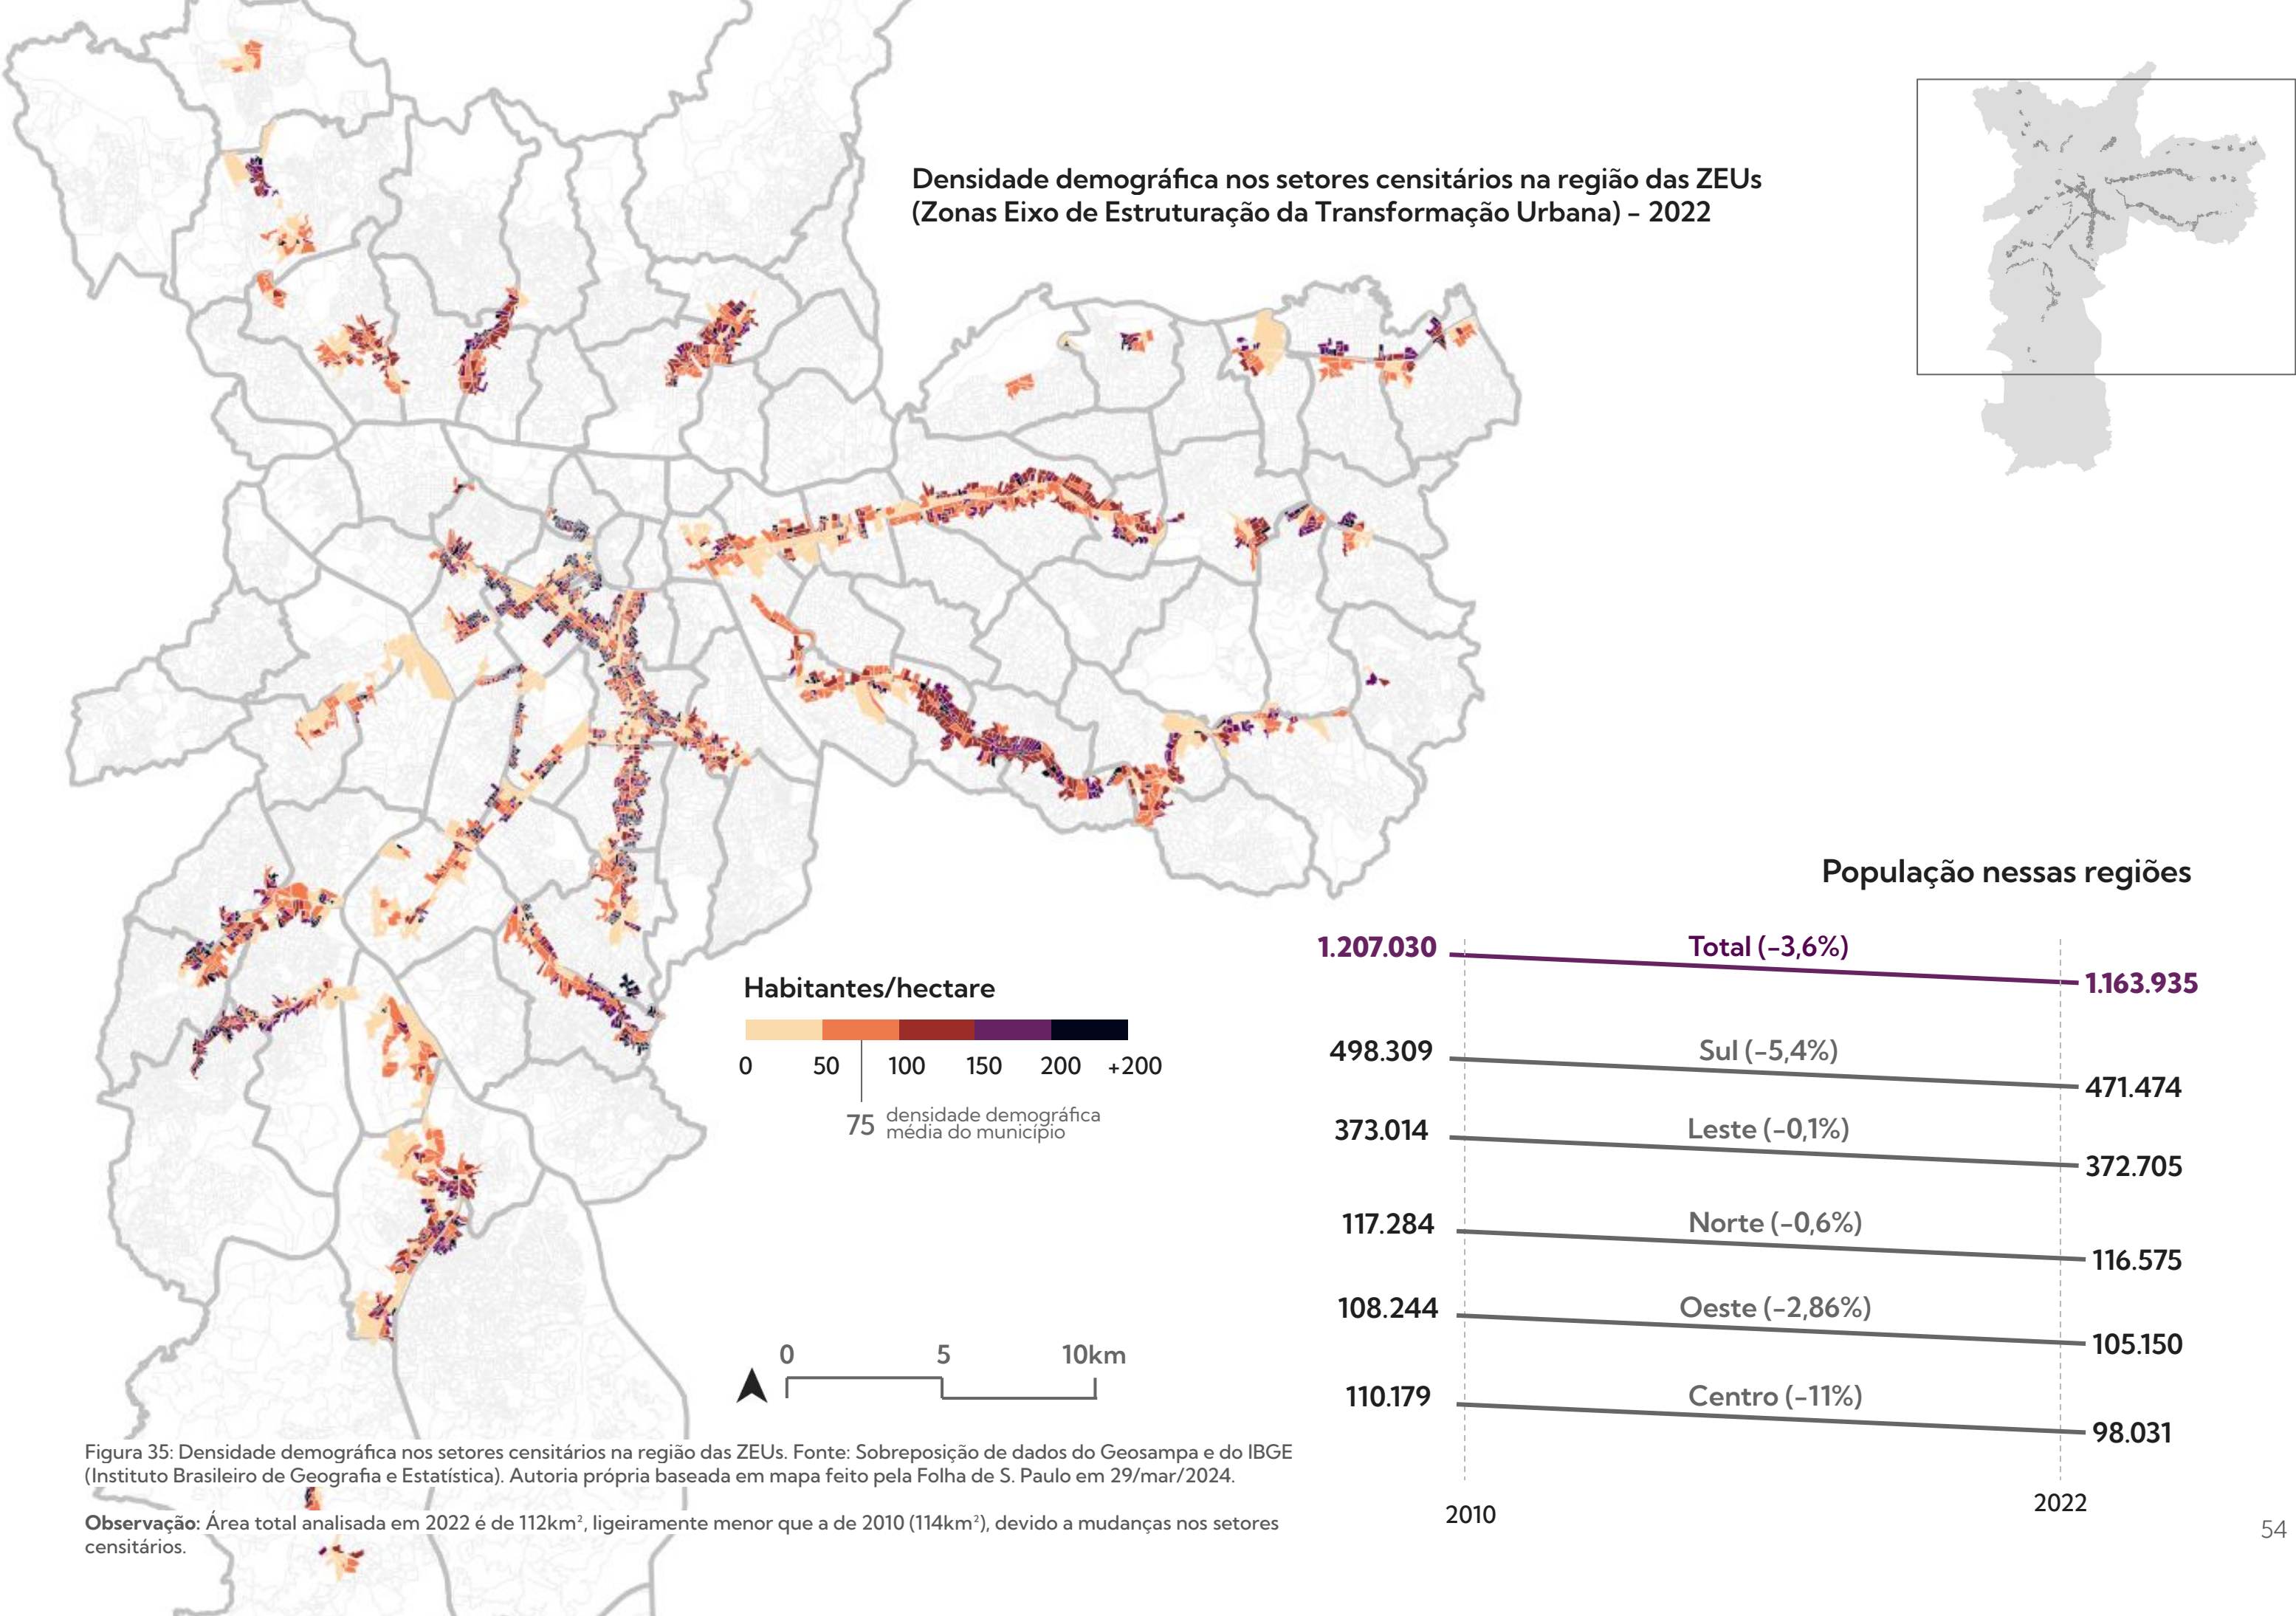 Densidade demográfica nos setores censitários na região das ZEUs
(Zonas Eixo de Estruturação da Transformação Urbana) – 2022
População nessas regiões
1.207.030
Total (-3,6%)
1.163.935
498.309
Sul (-5,4%)
471.474
373.014
Leste (-0,1%)
372.705
117.284
Norte (-0,6%)
116.575
108.244
Oeste (-2,86%)
105.150
110.179
Centro (-11%)
98.031
2010
2022
Habitantes/hectare
0 50 100 150 200 +200
75 densidade demográfica
média do município
0 5 10km
Figura 35: Densidade demográfica nos setores censitários na região das ZEUs. Fonte: Sobreposição de dados do Geosampa e do IBGE
(Instituto Brasileiro de Geografia e Estatística). Autoria própria baseada em mapa feito pela Folha de S. Paulo em 29/mar/2024.
Observação: Área total analisada em 2022 é de 112km², ligeiramente menor que a de 2010 (114km²), devido a mudanças nos setores
censitários.
54